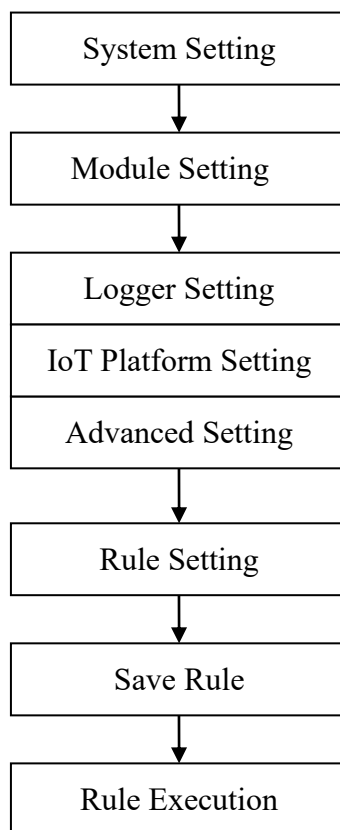 System Setting
Module Setting
Logger Setting
IoT Platform Setting
Advanced Setting
Rule Setting
Save Rule
Rule Execution